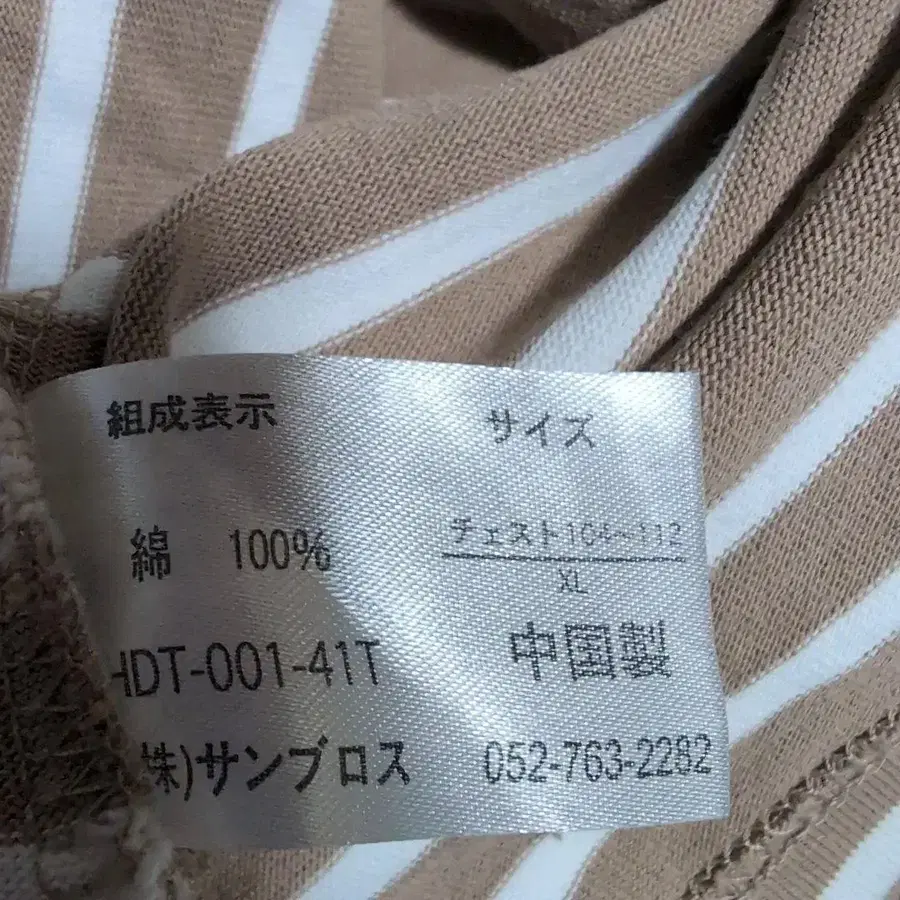 組成表示 サイズ
綿 100% チェスト104~112
XL
HDT-001-41T 中国製
(株)サンブロス 052-763-2282